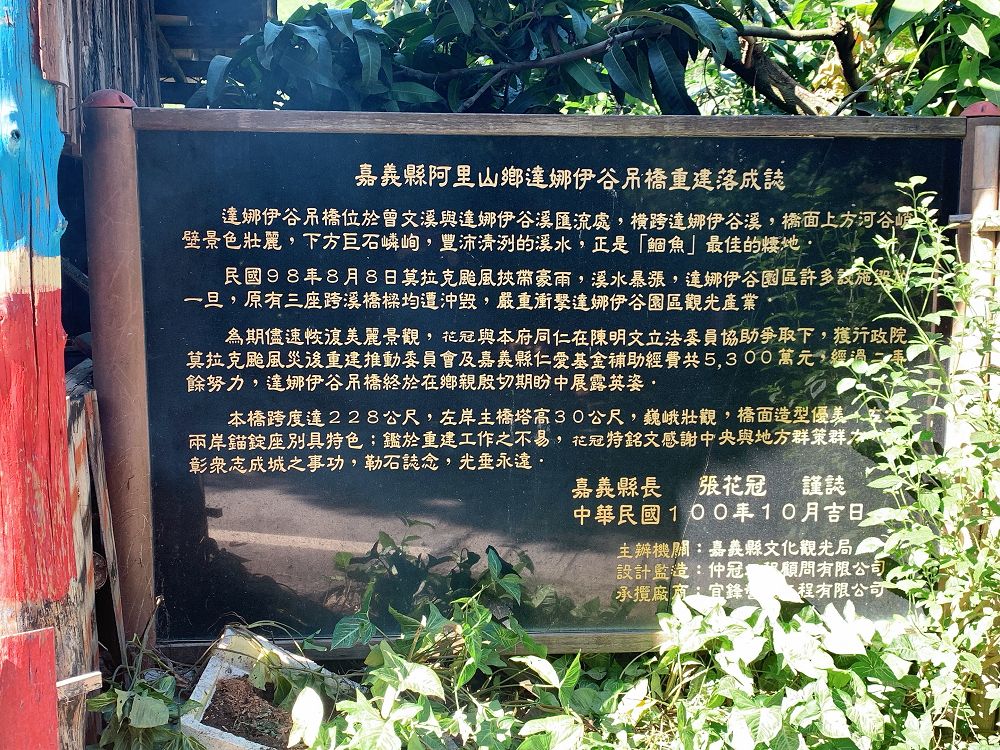 嘉義縣阿里山鄉達娜伊谷吊橋重建落成誌
達娜伊谷吊橋位於曾文溪與達娜伊谷溪匯流處，橫跨達娜伊谷溪，橋面上方河谷峭
壁景色壯麗，下方巨石嶙峋，豐沛清洌的溪水，正是「鯝魚」最佳的棲地．
民國98年8月8日莫拉克颱風挾帶豪雨，溪水暴漲，達娜伊谷園區許多設施毀
一旦，原有三座跨溪橋樑均遭沖毀，嚴重衝擊達娜伊谷園區觀光產業．
為期儘速恢復美麗景觀，花冠與本府同仁在陳明文立法委員協助爭取下，獲行政院
莫拉克颱風災後重建推動委員會及嘉義縣仁愛基金補助經費共5,300萬元，經過
餘努力，達娜伊谷吊橋終於在鄉親殷切期盼中展露英姿．
本橋跨度達228公尺，左岸主橋塔高30公尺，巍峨壯觀，橋面造型優美，
兩岸錨錠座別具特色；鑑於重建工作之不易，花冠特銘文感謝中央與地方群策群
彰眾志成城之事功，勒石誌念，光垂永遠．
嘉義縣長 張花冠 謹誌
中華民國100年10月吉日
主辦機關：嘉義縣文化觀光局
設計監造：仲冠 程顧問有限公司
承攬廠商：宜鋒 程有限公司